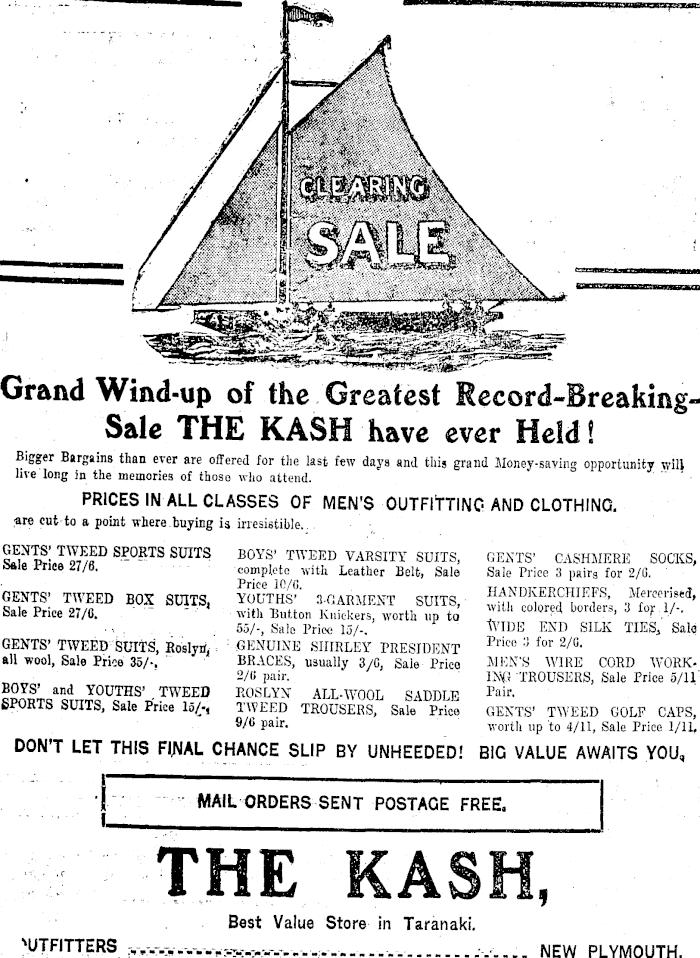 CLEARING
SALE
Grand Wind-up of the Greatest Record-Breaking-
Sale THE KASH have ever Held!
Bigger Bargains than ever are offered for the last few days and this grand Money-saving opportunity will
live long in the memories of those who attend.
PRICES IN ALL CLASSES OF MEN'S OUTFITTING AND CLOTHING.
are cut to a point where buying is irresistible.
GENTS' TWEED SPORTS SUITS
Sale Price 27/6.
GENTS' TWEED BOX SUITS,
Sale Price 27/6.
GENTS' TWEED SUITS, Roslyn,
all wool, Sale Price 35/-.
BOYS' and YOUTHS' TWEED
SPORTS SUITS, Sale Price 15/-,
BOYS' TWEED VARSITY SUITS,
complete with Leather Belt, Sale
Price 10/6.
YOUTHS' 3-GARMENT SUITS,
with Button Knickers, worth up to
55/-, Sale Price 15/-.
GENUINE SHIRLEY PRESIDENT
BRACES, usually 3/6, Sale Price
2/6 pair.
ROSLYN ALL-WOOL SADDLE
TWEED TROUSERS, Sale Price
9/6 pair.
GENTS' CASHMERE SOCKS,
Sale Price 3 pairs for 2/6.
HANDKERCHIEFS, Mercerised,
with colored borders, 3 for 1/-.
WIDE END SILK TIES, Sale
Price 3 for 2/6.
MEN'S WIRE CORD WORK-
ING TROUSERS, Sale Price 5/11
Pair.
GENTS' TWEED GOLF CAPS,
worth up to 4/11, Sale Price 1/11.
DON'T LET THIS FINAL CHANCE SLIP BY UNHEEDED! BIG VALUE AWAITS YOU,
MAIL ORDERS SENT POSTAGE FREE.
THE KASH,
Best Value Store in Taranaki.
UTFITTERS ---------- NEW PLYMOUTH.